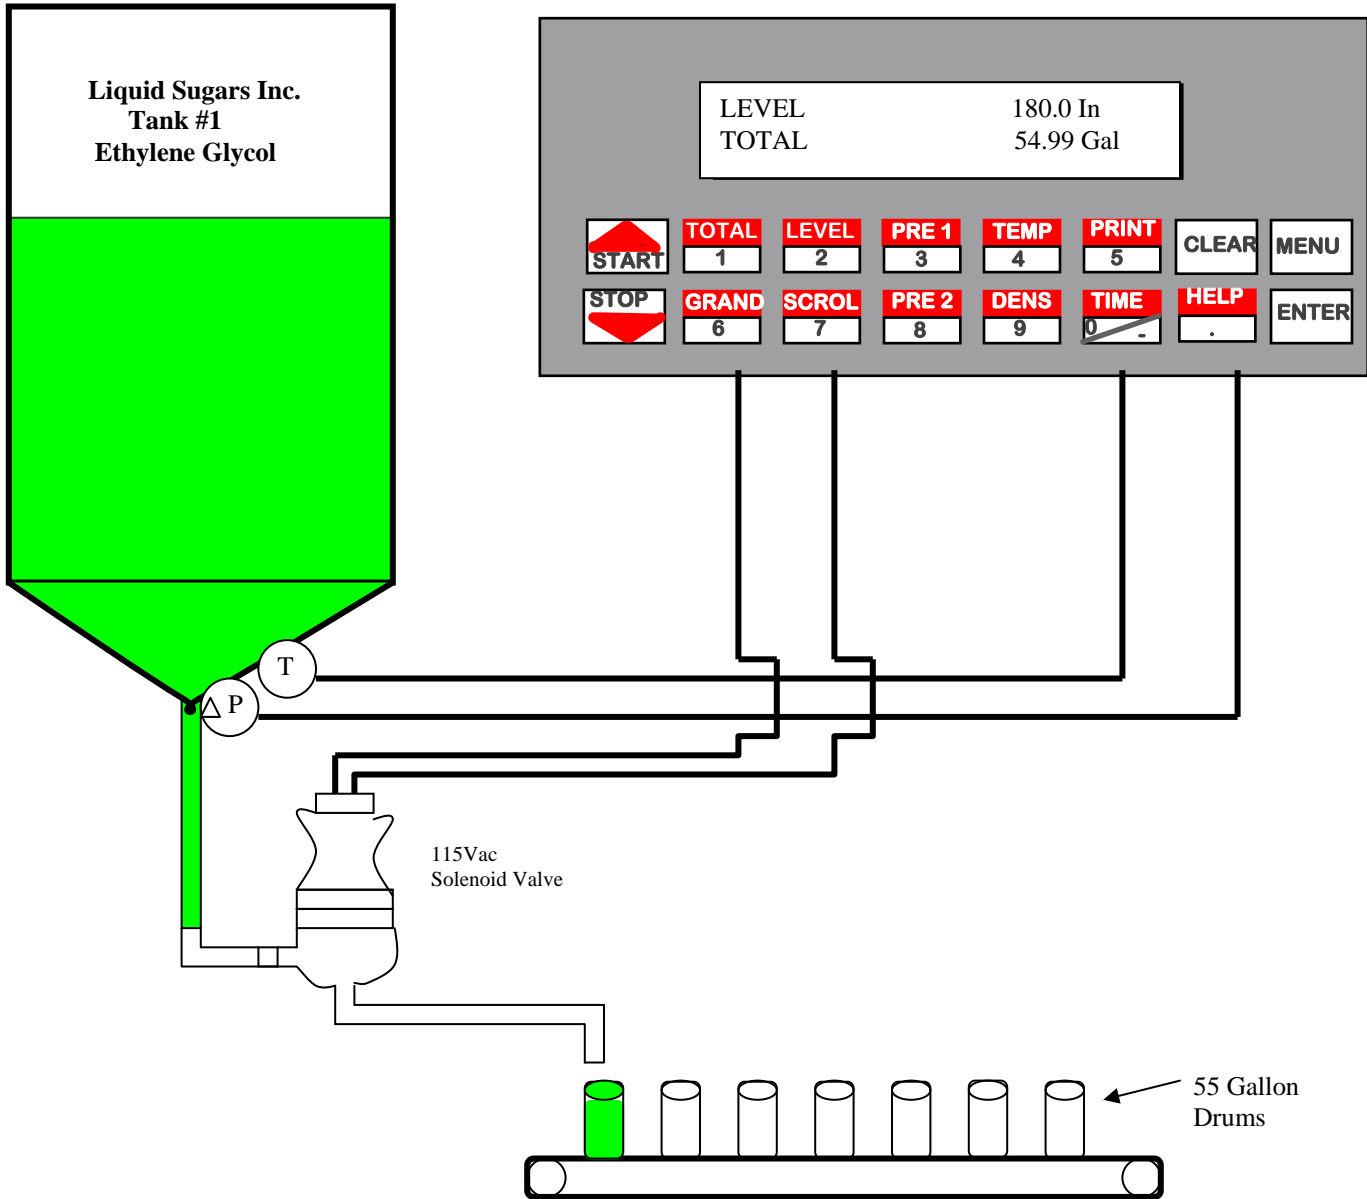 Liquid Sugars Inc.
Tank #1
Ethylene Glycol
LEVEL 180.0 In
TOTAL 54.99 Gal
START TOTAL LEVEL PRE 1 TEMP PRINT CLEAR MENU
1 2 3 4 5
STOP GRAND SCROL PRE 2 DENS TIME HELP ENTER
6 7 8 9 0 - .
T
△ P
115Vac
Solenoid Valve
55 Gallon
Drums